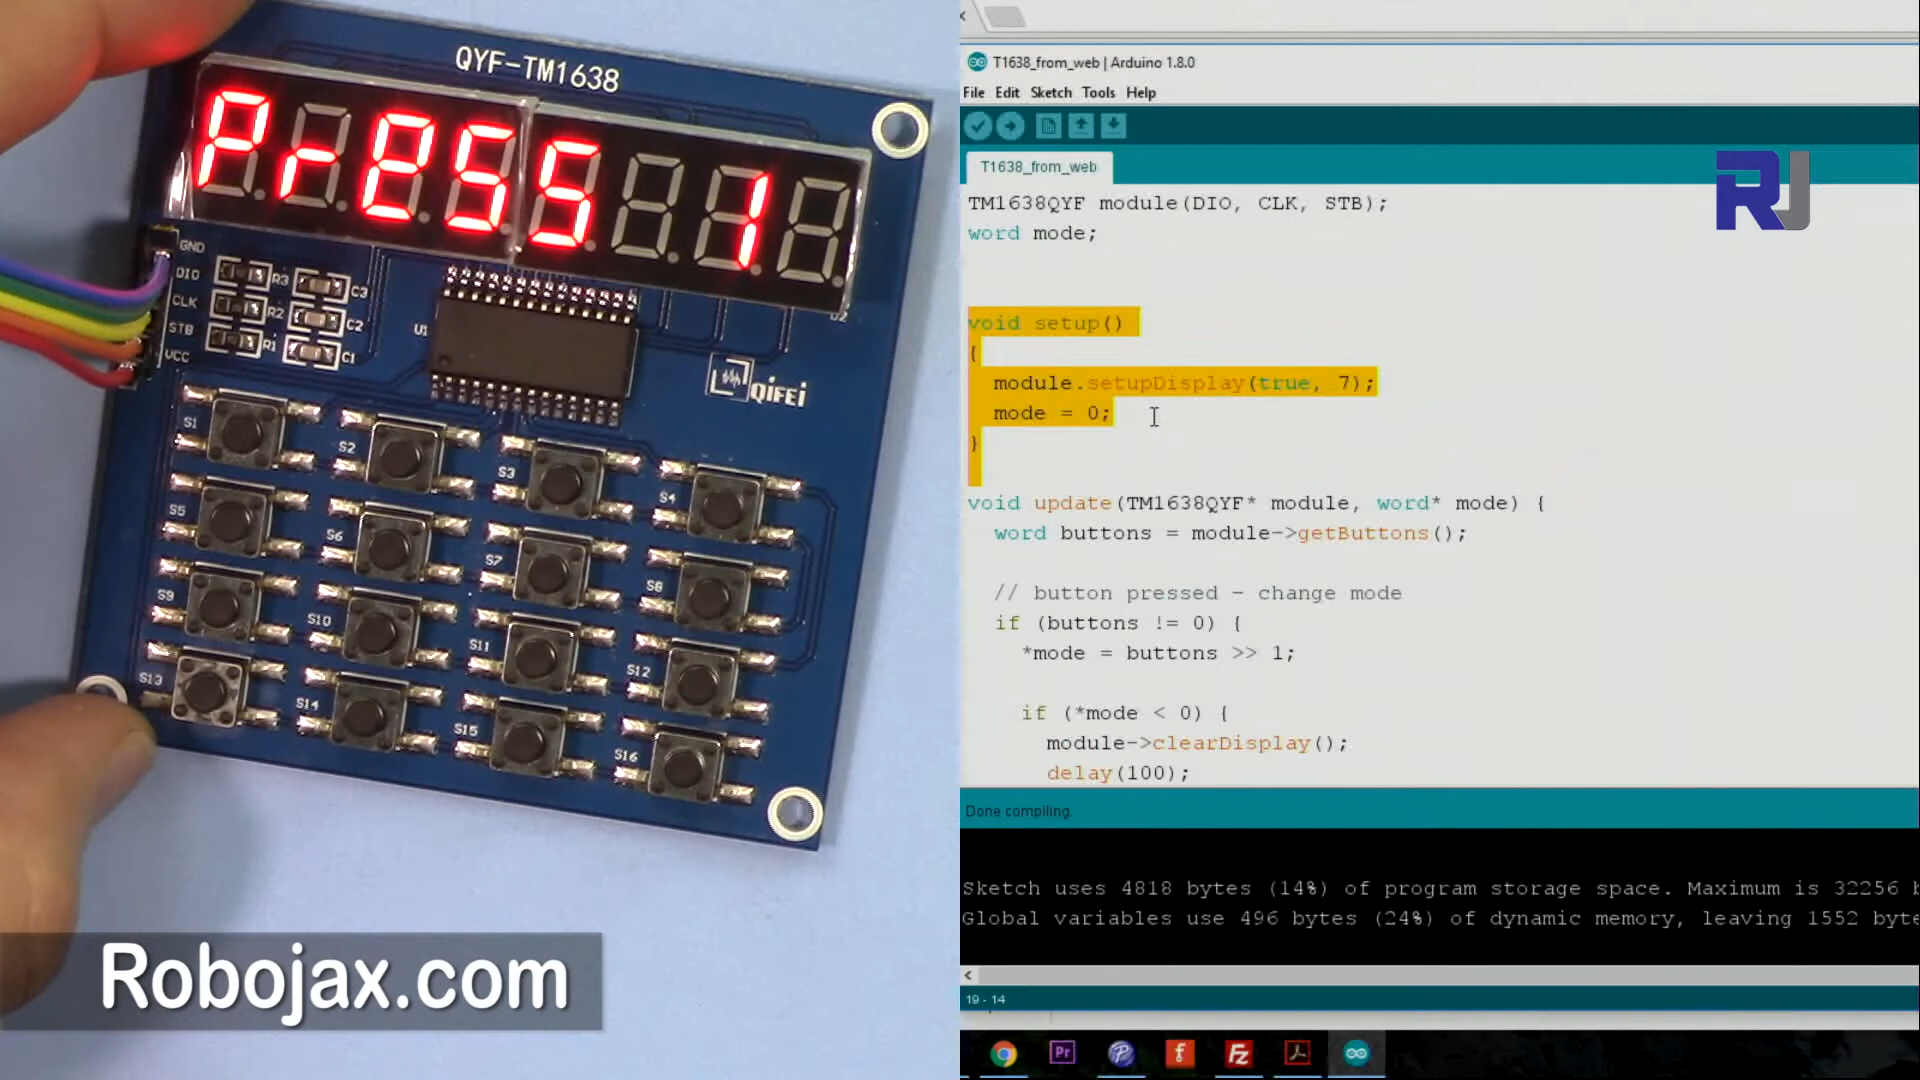 QYF-TM1638
PrESS 1
GND
DIO
CLK
STB
VCC
R3
R2
R1
C3
C2
C1
U1
U2
QiFEi
S1
S2
S3
S4
S5
S6
S7
S8
S9
S10
S11
S12
S13
S14
S15
S16
Robojax.com
T1638_from_web | Arduino 1.8.0
File Edit Sketch Tools Help
T1638_from_web
RJ
TM1638QYF module(DIO, CLK, STB);
word mode;
void setup()
{
module.setupDisplay(true, 7);
mode = 0;
}
void update(TM1638QYF* module, word* mode) {
word buttons = module->getButtons();
// button pressed - change mode
if (buttons != 0) {
*mode = buttons >> 1;
if (*mode < 0) {
module->clearDisplay();
delay(100);
Done compiling.
Sketch uses 4818 bytes (14%) of program storage space. Maximum is 32256 b
Global variables use 496 bytes (24%) of dynamic memory, leaving 1552 byte
19 - 14
Pr
Fz